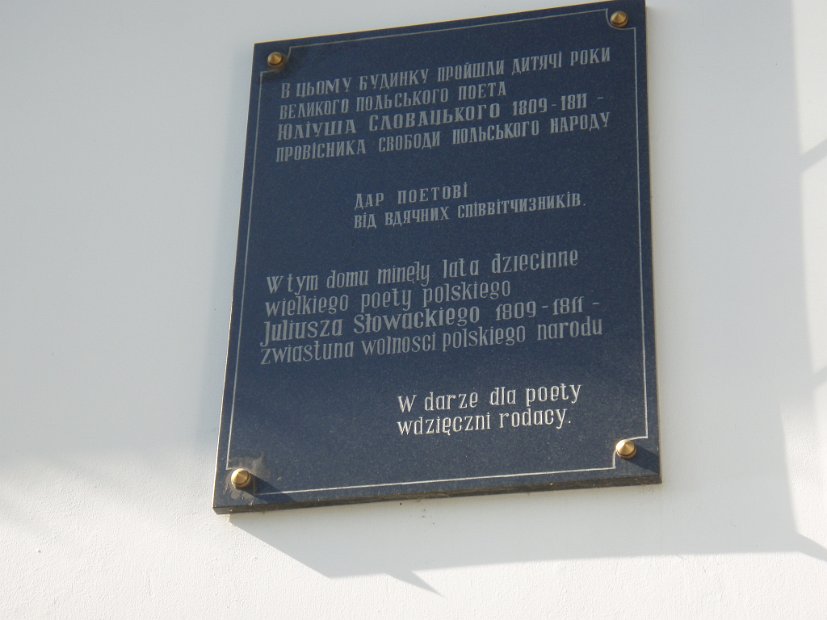 В ЦЬОМУ БУДИНКУ ПРОЙШЛИ ДИТЯЧІ РОКИ
ВЕЛИКОГО ПОЛЬСЬКОГО ПОЕТА
ЮЛІУША СЛОВАЦЬКОГО 1809-1811 -
ПРОВІСНИКА СВОБОДИ ПОЛЬСЬКОГО НАРОДУ
ДАР ПОЕТОВІ
ВІД ВДЯЧНИХ СПІВВІТЧИЗНИКІВ.
W tym domu minęły lata dziecinne
wielkiego poety polskiego
Juliusza Słowackiego 1809-1811 -
zwiastuna wolnosci polskiego narodu
W darze dla poety
wdzięczni rodacy.